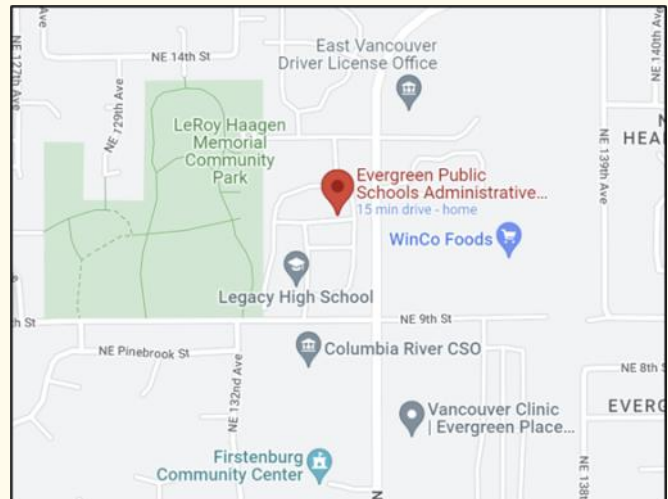 Ave
NE 127th Ave
NE 14th St
NE 129th Ave
LeRoy Haagen
Memorial
Community
Park
East Vancouver
Driver License Office
NE 140th Ave
HEA
NE 139th Ave
Evergreen Public
Schools Administrative...
15 min drive - home
WinCo Foods
Legacy High School
th St
NE 9th St
NE Pinebrook St
NE 132nd Ave
Columbia River CSO
NE 8th S
EVERG
Vancouver Clinic
| Evergreen Place...
Firstenburg
Community Center
NE 138t
N